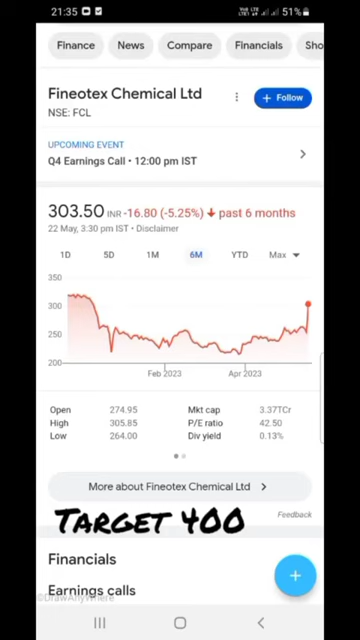 21:35
51%
Finance News Compare Financials Sho
Fineotex Chemical Ltd
NSE: FCL
+ Follow
UPCOMING EVENT
Q4 Earnings Call • 12:00 pm IST
303.50 INR -16.80 (-5.25%) ↓ past 6 months
22 May, 3:30 pm IST • Disclaimer
1D 5D 1M 6M YTD Max
350
300
250
200
Feb 2023 Apr 2023
Open 274.95 Mkt cap 3.37TCr
High 305.85 P/E ratio 42.50
Low 264.00 Div yield 0.13%
More about Fineotex Chemical Ltd
TARGET 400
Feedback
Financials
Earnings calls
@DrawAnyWhere